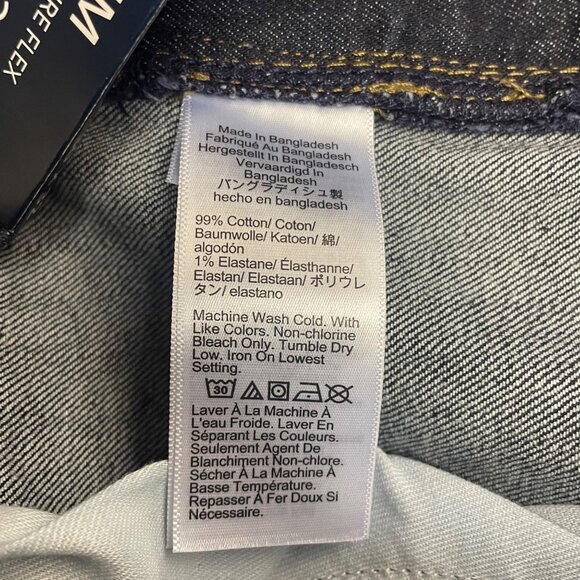 FLEX
Made In Bangladesh
Fabriqué Au Bangladesh
Hergestellt In Bangladesch
Vervaardigd In
Bangladesh
バングラディシュ製
hecho en bangladesh
99% Cotton/ Coton/
Baumwolle/ Katoen/ 綿/
algodón
1% Elastane/ Élasthanne/
Elastan/ Elastaan/ ポリウレ
タン/ elastano
Machine Wash Cold. With
Like Colors. Non-chlorine
Bleach Only. Tumble Dry
Low. Iron On Lowest
Setting.
30
Laver À La Machine À
L'eau Froide. Laver En
Séparant Les Couleurs.
Seulement Agent De
Blanchiment Non-chlore.
Sécher À La Machine À
Basse Température.
Repasser À Fer Doux Si
Nécessaire.